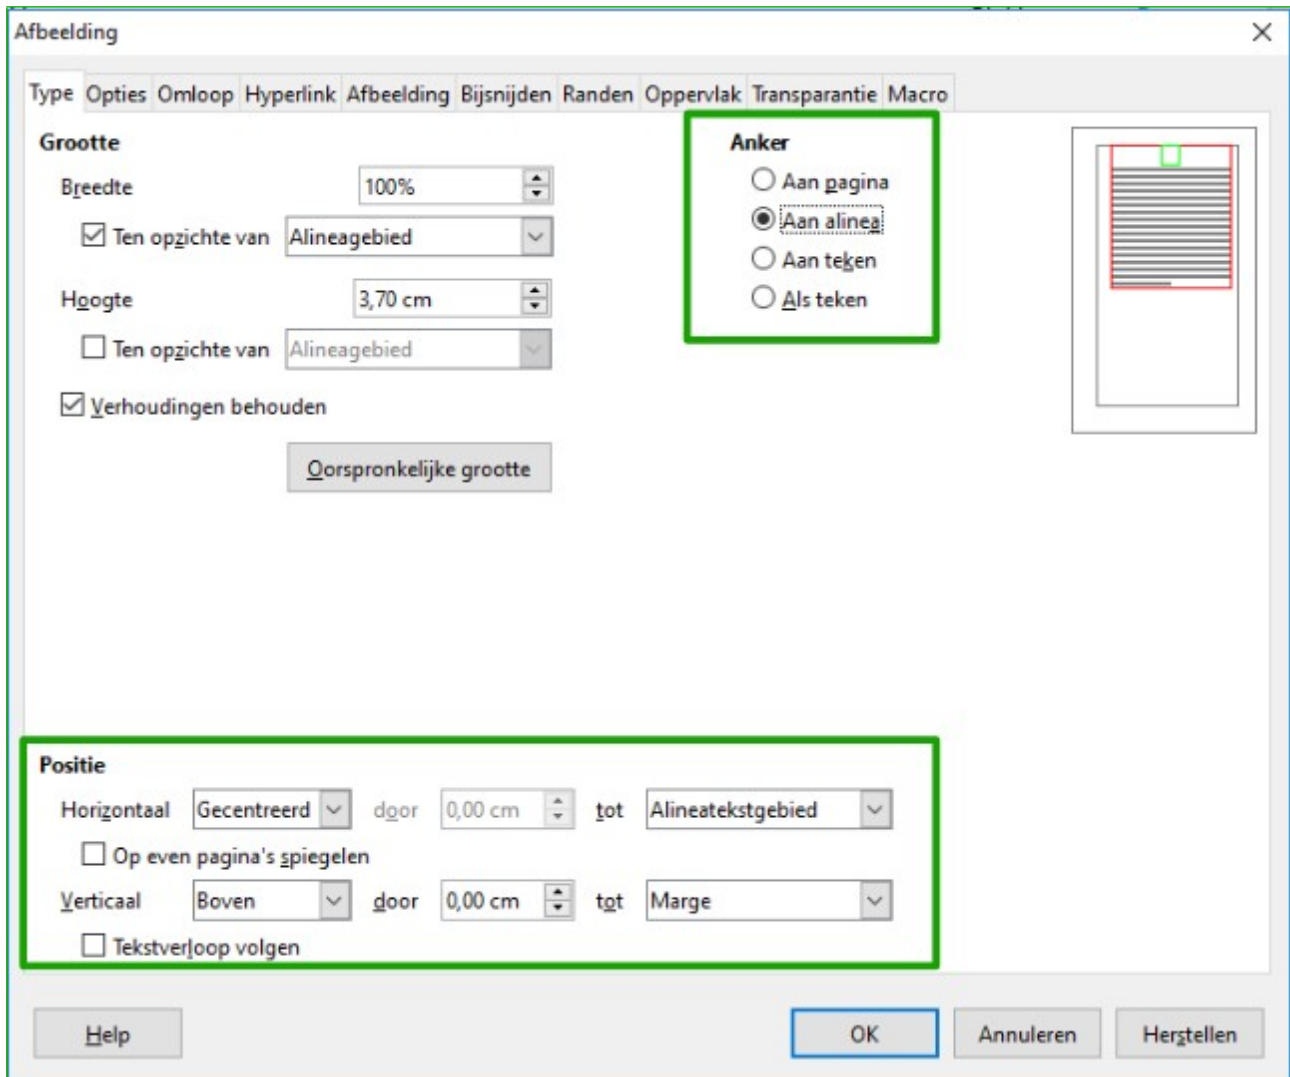 Afbeelding
Type Opties Omloop Hyperlink Afbeelding Bijsnijden Randen Oppervlak Transparantie Macro
Grootte
Breedte 100%
Ten opzichte van Alineagebied
Hoogte 3,70 cm
Ten opzichte van Alineagebied
Verhoudingen behouden
Oorspronkelijke grootte
Anker
Aan pagina
Aan alinea
Aan teken
Als teken
Positie
Horizontaal Gecentreerd door 0,00 cm tot Alineatekstgebied
Op even pagina's spiegelen
Verticaal Boven door 0,00 cm tot Marge
Tekstverloop volgen
Help OK Annuleren Herstellen